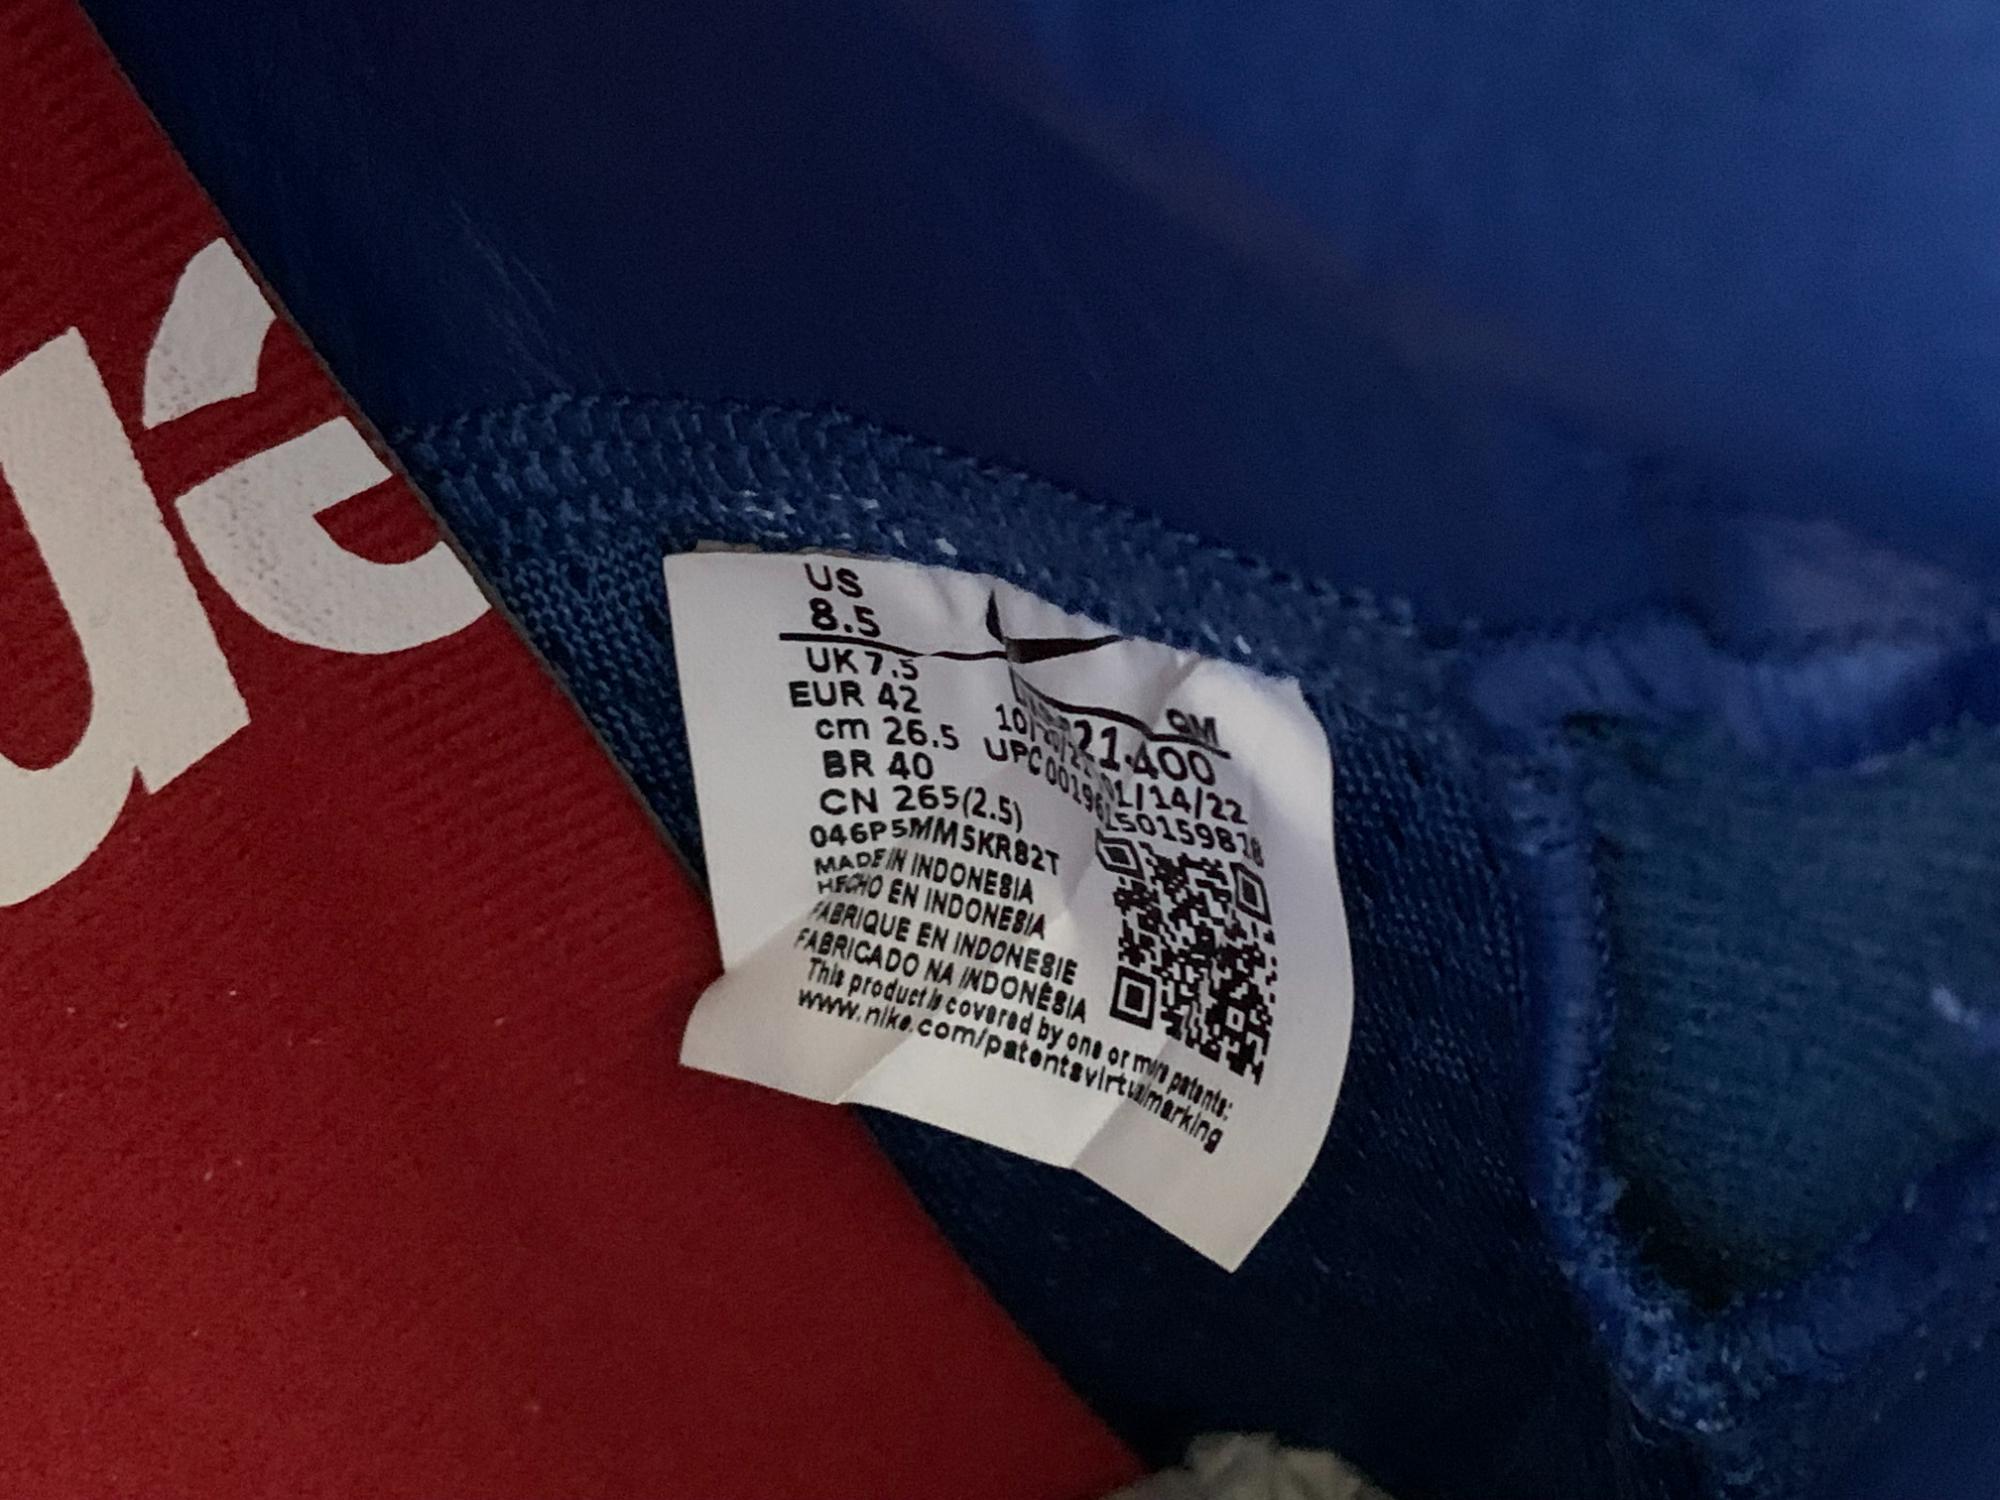 US
8.5
UK 7.5
EUR 42
cm 26.5
BR 40
CN 265(2.5)
046P5MM5KR82T
MADE IN INDONESIA
HECHO EN INDONESIA
FABRIQUE EN INDONESIE
FABRICADO NA INDONÉSIA
This product is covered by one or more patents:
www.nike.com/patentsvirtualmarking
QM
01/14/22
UPC
ue